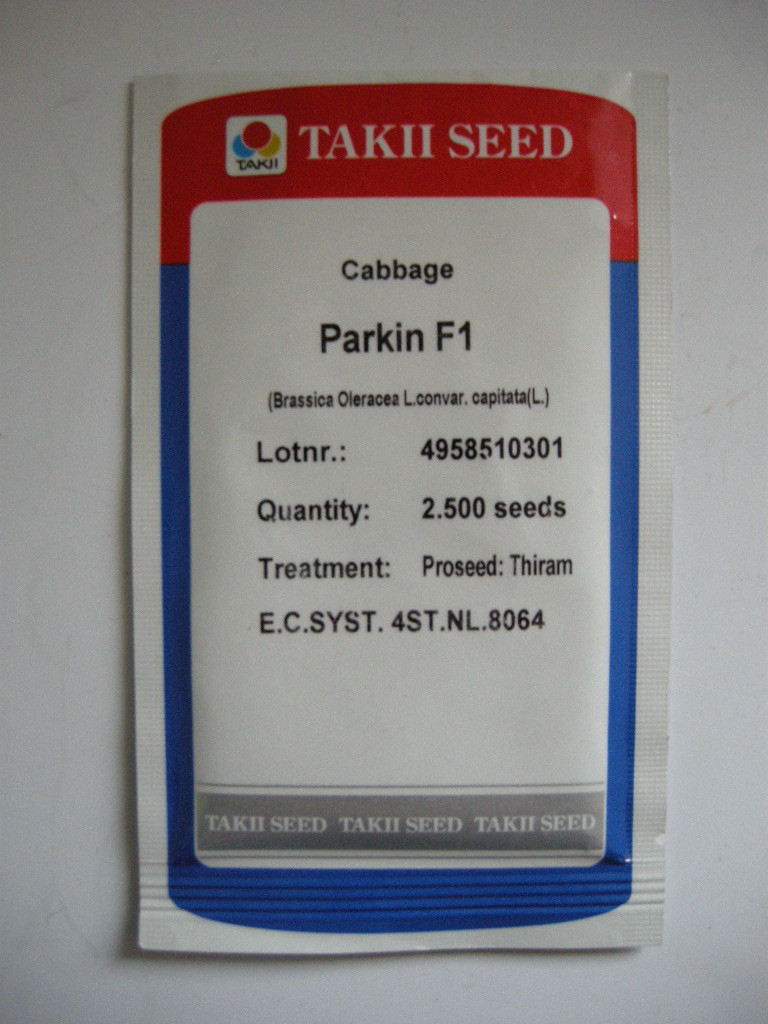 TAKII
TAKII SEED
Cabbage
Parkin F1
(Brassica Oleracea L.convar. capitata(L.)
Lotnr.: 4958510301
Quantity: 2.500 seeds
Treatment: Proseed: Thiram
E.C.SYST. 4ST.NL.8064
TAKII SEED TAKII SEED TAKII SEED